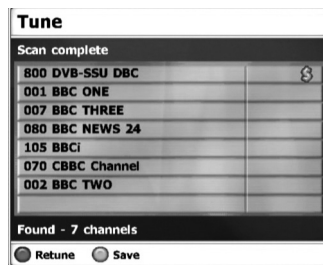 Tune
Scan complete
800 DVB-SSU DBC $
001 BBC ONE
007 BBC THREE
080 BBC NEWS 24
105 BBCi
070 CBBC Channel
002 BBC TWO
Found - 7 channels
Retune Save